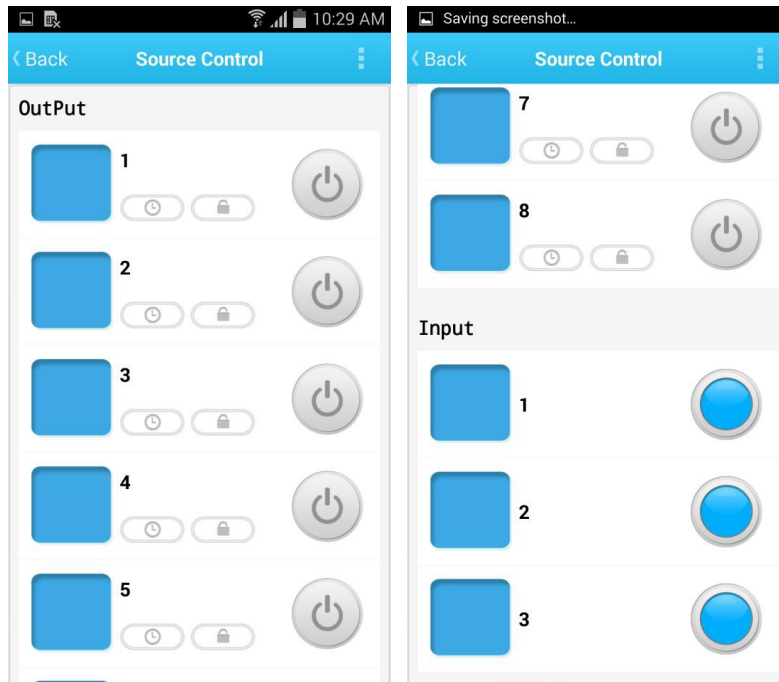 10:29 AM
Back Source Control
OutPut
1
2
3
4
5
Saving screenshot...
Back Source Control
7
8
Input
1
2
3